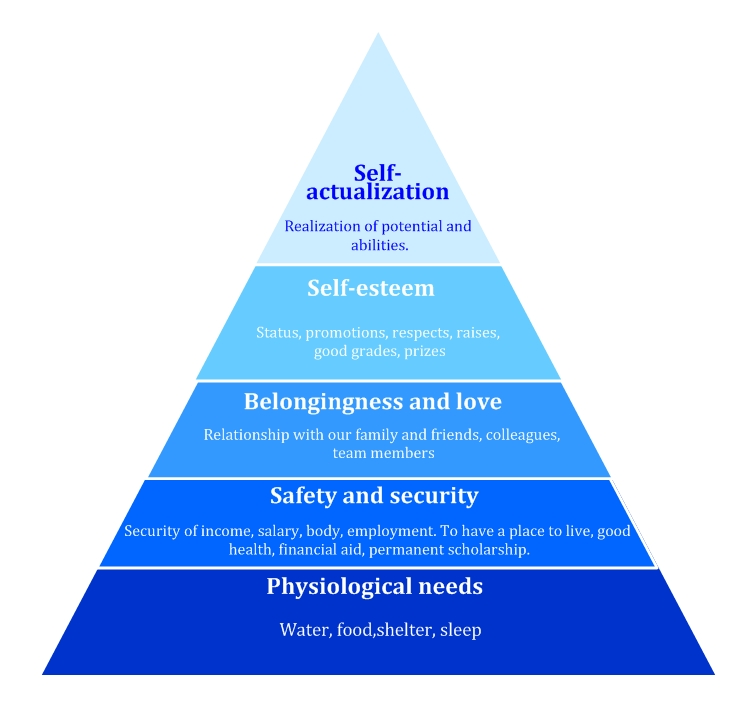 Self-
actualization
Realization of potential and
abilities.
Self-esteem
Status, promotions, respects, raises,
good grades, prizes
Belongingness and love
Relationship with our family and friends, colleagues,
team members
Safety and security
Security of income, salary, body, employment. To have a place to live, good
health, financial aid, permanent scholarship.
Physiological needs
Water, food,shelter, sleep